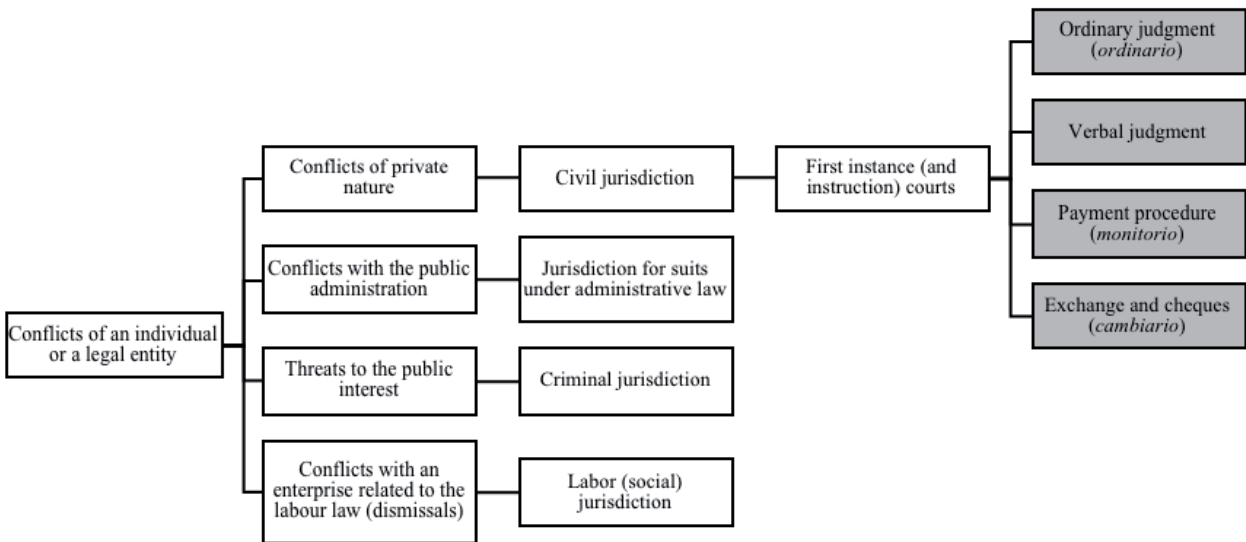 Conflicts of an individual
or a legal entity
Conflicts of private
nature
Civil jurisdiction
First instance (and
instruction) courts
Ordinary judgment
(ordinario)
Verbal judgment
Payment procedure
(monitorio)
Exchange and cheques
(cambiario)
Conflicts with the public
administration
Jurisdiction for suits
under administrative law
Threats to the public
interest
Criminal jurisdiction
Conflicts with an
enterprise related to the
labour law (dismissals)
Labor (social)
jurisdiction